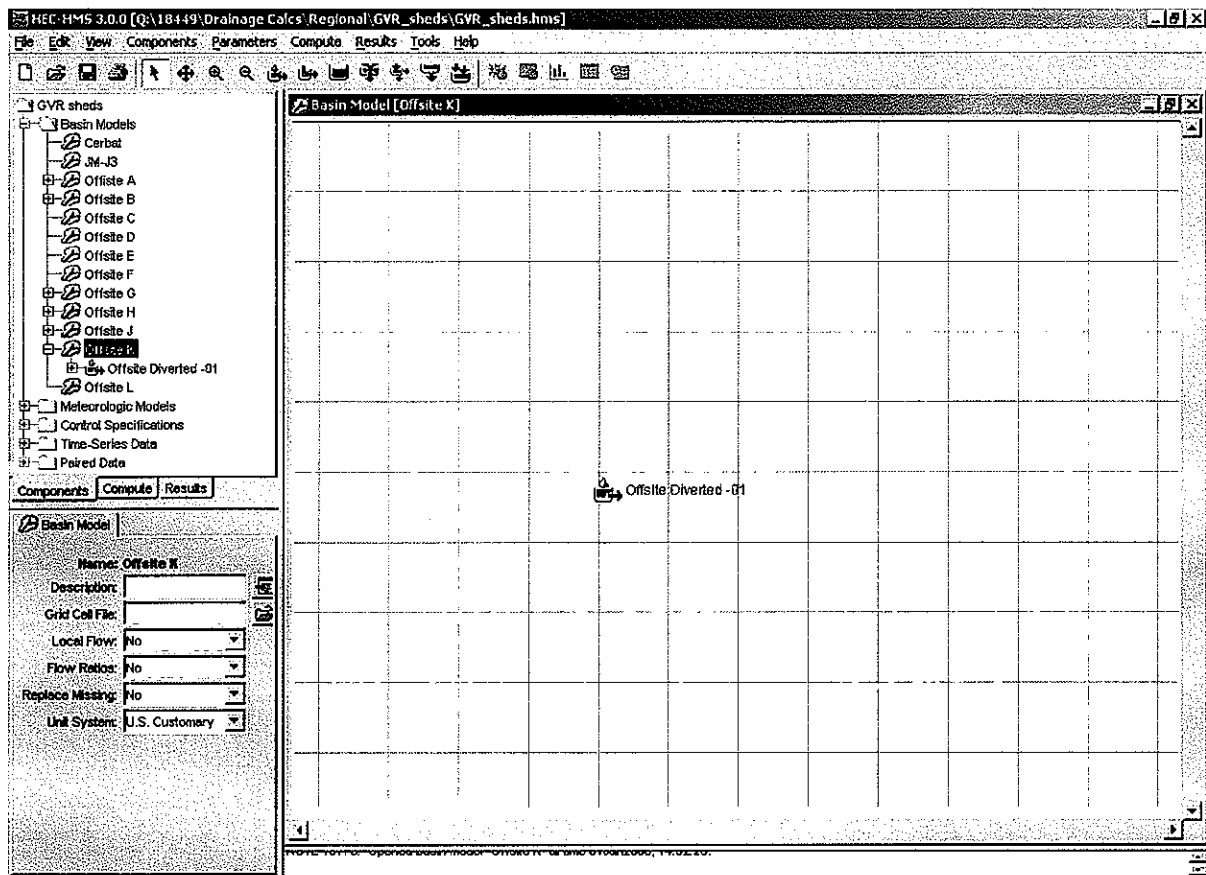 HEC-HMS 3.0.0 [Q:\18449\Drainage Calcs\Regional\GVR_sheds\GVR_sheds.hms]
File Edit View Components Parameters Compute Results Tools Help
GVR sheds
Basin Models
Cerbat
JM-J3
Offiste A
Offsite B
Offsite C
Offsite D
Offsite E
Offsite F
Offsite G
Offsite H
Offsite J
Offsite K
Offsite Diverted -01
Offsite L
Meteorologic Models
Control Specifications
Time-Series Data
Paired Data
Components Compute Results
Basin Model
Name: Offsite K
Description:
Grid Cell File:
Local Flow: No
Flow Ratios: No
Replace Missing: No
Unit System: U.S. Customary
Basin Model [Offsite K]
Offsite Diverted -01